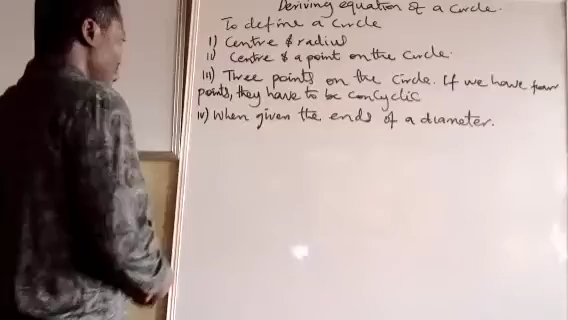 Deriving equation of a circle.
To define a circle
i) Centre & radius
ii) Centre & a point on the circle.
iii) Three points on the circle. If we have four
points, they have to be concyclic
iv) When given the ends of a diameter.